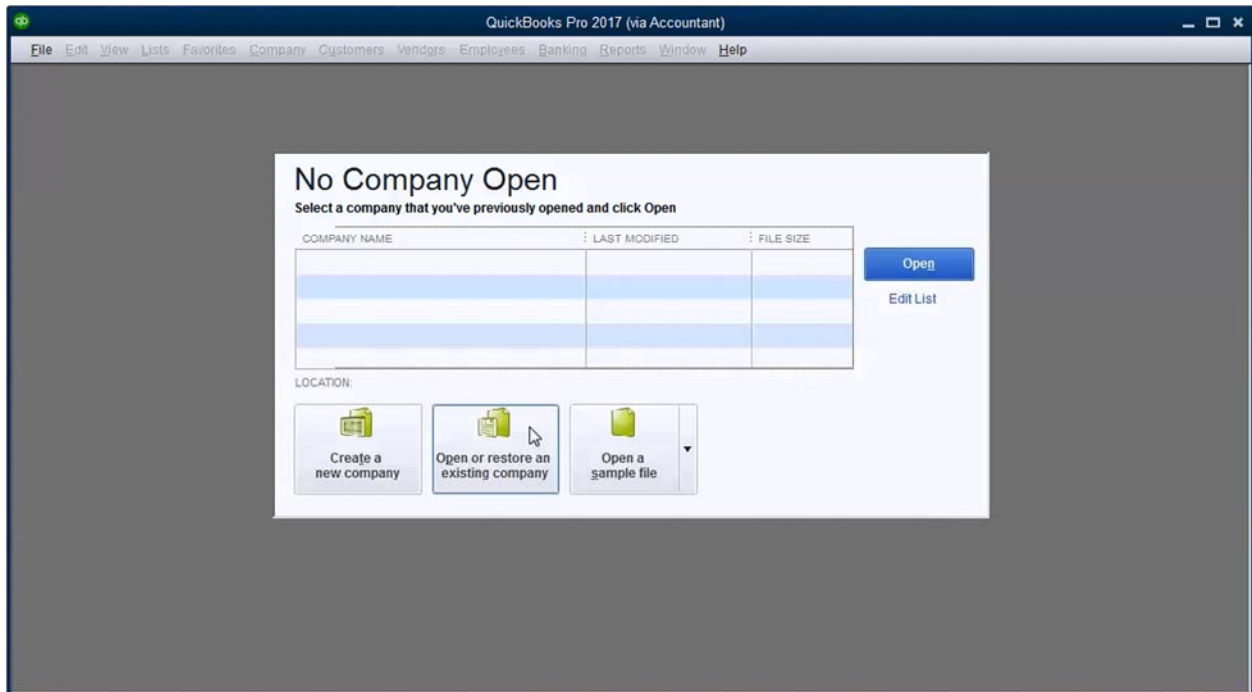 qb QuickBooks Pro 2017 (via Accountant)
File Edit View Lists Favorites Company Customers Vendors Employees Banking Reports Window Help
No Company Open
Select a company that you've previously opened and click Open
COMPANY NAME LAST MODIFIED FILE SIZE
Open
Edit List
LOCATION:
Create a
new company
Open or restore an
existing company
Open a
sample file